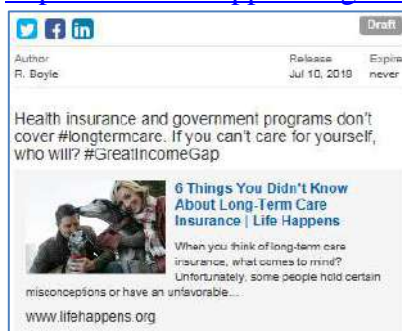 Draft
Author
Release
Expire
R. Boyle
Jul 10, 2019
never
Health insurance and government programs don't
cover #longtermcare. If you can't care for yourself,
who will? #GreatIncomeGap
6 Things You Didn't Know
About Long-Term Care
Insurance | Life Happens
When you think of long-term care
insurance, what comes to mind?
Unfortunately, some people hold certain
misconceptions or have an unfavorable...
www.lifehappens.org